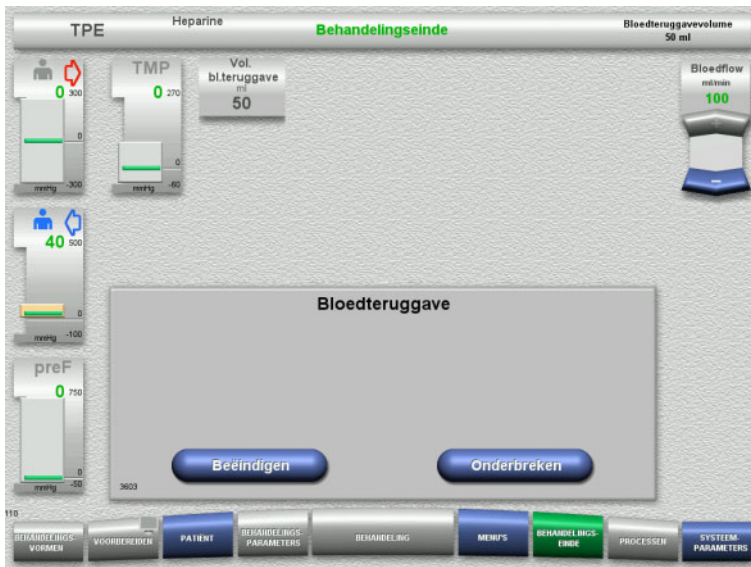 TPE
Heparine
Behandelingseinde
Bloedteruggavevolume
50 ml
0
300
0
mmHg -300
TMP
0 270
0
mmHg -60
Vol.
bl.teruggave
ml
50
Bloedflow
ml/min
100
40 500
0
mmHg -100
preF
0 750
0
mmHg -50
Bloedteruggave
Beëindigen
Onderbreken
3603
110
BEHANDELINGS-
VORMEN
VOORBEREIDEN
PATIËNT
BEHANDELINGS-
PARAMETERS
BEHANDELING
MENU'S
BEHANDELINGS-
EINDE
PROCESSEN
SYSTEEM-
PARAMETERS